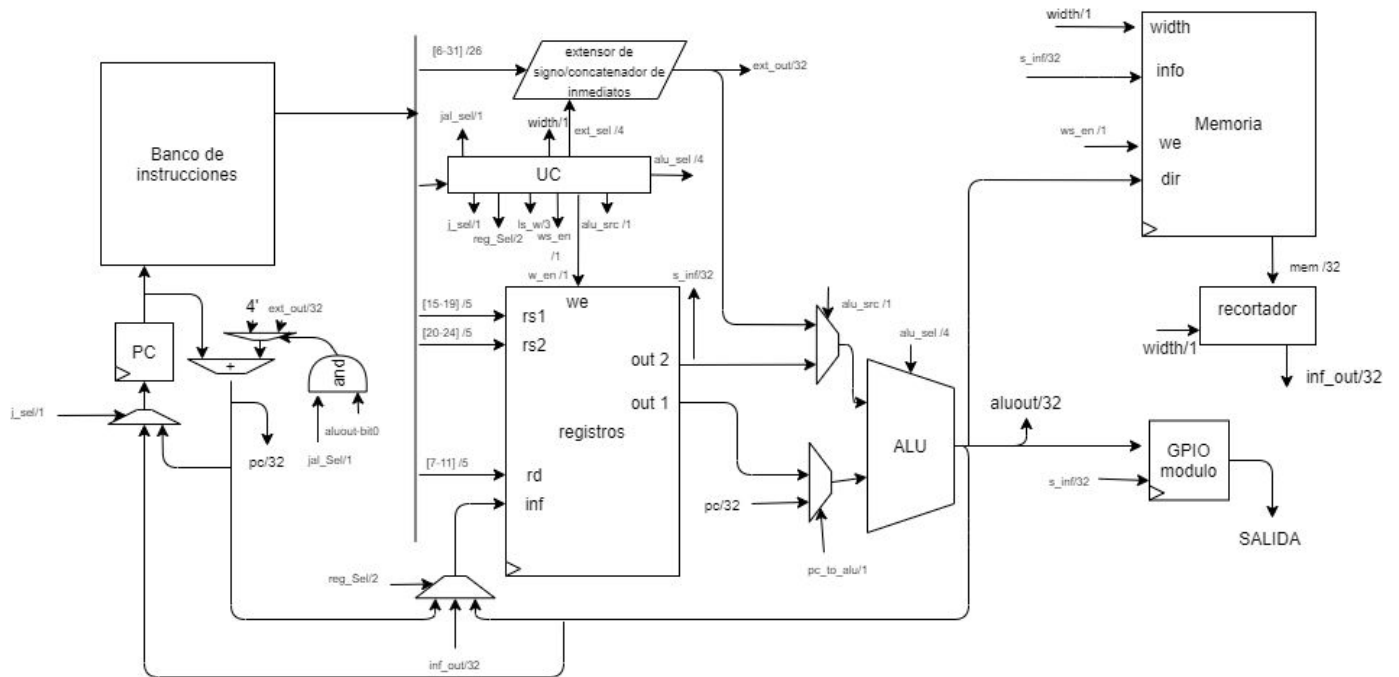 width/1
width
[6-31] /26
extensor de
signo/concatenador de
inmediatos
ext_out/32
s_inf/32
info
jal_sel/1
width/1
ext_sel /4
Memoria
ws_en /1
we
Banco de
instrucciones
UC
alu_sel /4
dir
j_sel/1
reg_Sel/2
ls_w/3
ws_en
/1
alu_src /1
w_en /1
s_inf/32
mem /32
4'
ext_out/32
[15-19] /5
rs1
we
alu_src /1
recortador
[20-24] /5
rs2
alu_sel /4
width/1
PC
+
and
out 2
inf_out/32
out 1
j_sel/1
aluout-bit0
aluout/32
pc/32
jal_Sel/1
registros
ALU
GPIO
modulo
[7-11] /5
rd
s_inf/32
inf
pc/32
SALIDA
pc_to_alu/1
reg_Sel/2
inf_out/32